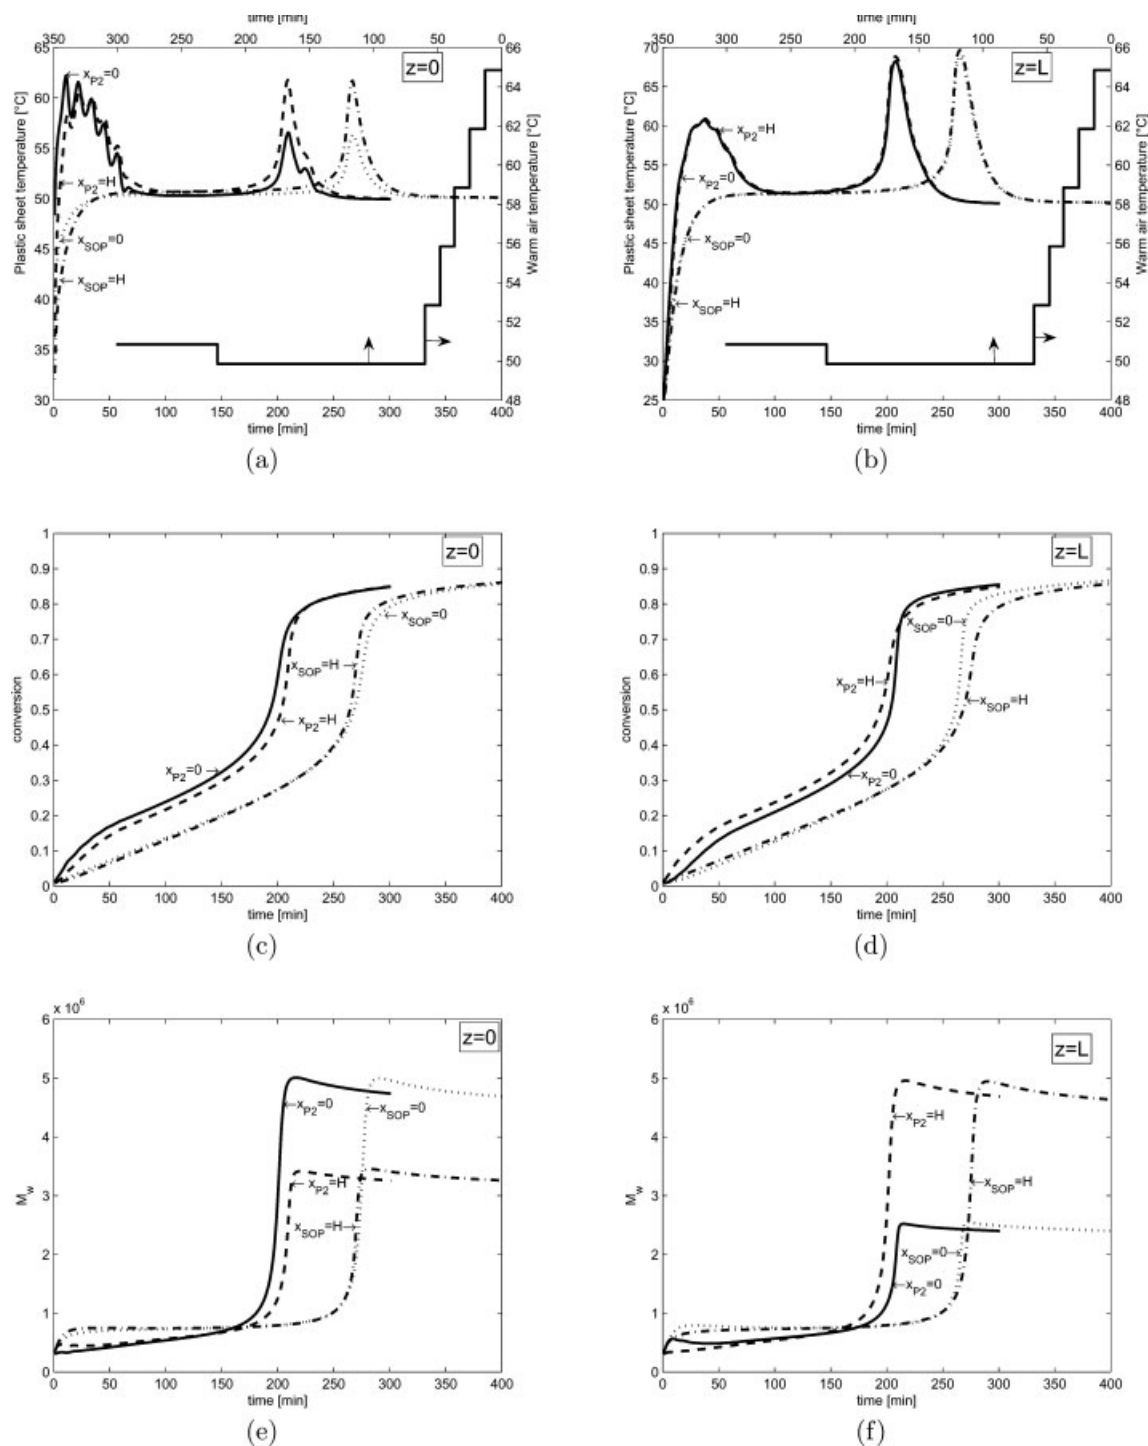 time [min]
350 300 250 200 150 100 50 0
65
60
55
50
45
40
35
30
Plastic sheet temperature [°C]
x_P2=0
x_P2=H
x_SOP=0
x_SOP=H
z=0
66
64
62
60
58
56
54
52
50
48
Warm air temperature [°C]
0 50 100 150 200 250 300 350 400
time [min]
(a)
time [min]
350 300 250 200 150 100 50 0
70
65
60
55
50
45
40
35
30
25
Plastic sheet temperature [°C]
x_P2=H
x_P2=0
x_SOP=0
x_SOP=H
z=L
66
64
62
60
58
56
54
52
50
48
Warm air temperature [°C]
0 50 100 150 200 250 300 350 400
time [min]
(b)
1
0.9
0.8
0.7
0.6
0.5
0.4
0.3
0.2
0.1
0
conversion
z=0
x_SOP=0
x_SOP=H
x_P2=H
x_P2=0
0 50 100 150 200 250 300 350 400
time [min]
(c)
1
0.9
0.8
0.7
0.6
0.5
0.4
0.3
0.2
0.1
0
conversion
z=L
x_SOP=0
x_P2=H
x_SOP=H
x_P2=0
0 50 100 150 200 250 300 350 400
time [min]
(d)
x 10^6
6
5
4
3
2
1
0
M_w
z=0
x_P2=0
x_SOP=0
x_P2=H
x_SOP=H
0 50 100 150 200 250 300 350 400
time [min]
(e)
x 10^6
6
5
4
3
2
1
0
M_w
z=L
x_P2=H
x_SOP=H
x_SOP=0
x_P2=0
0 50 100 150 200 250 300 350 400
time [min]
(f)